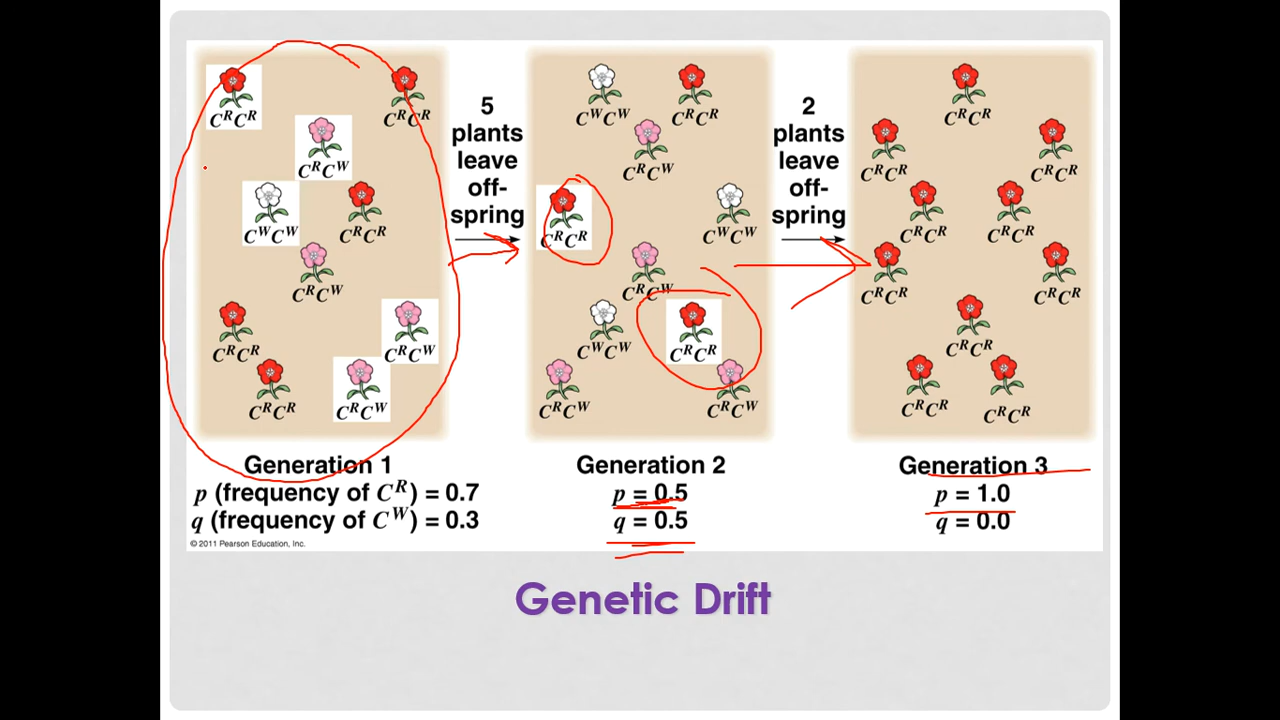 C^R C^R
C^R C^R
C^R C^W
C^W C^W
C^R C^R
C^R C^W
C^R C^R
C^R C^W
C^R C^R
C^R C^W
5
plants
leave
off-
spring
C^W C^W
C^R C^R
C^R C^W
C^R C^R
C^W C^W
C^R C^W
C^W C^W
C^R C^R
C^R C^W
C^R C^W
2
plants
leave
off-
spring
C^R C^R
C^R C^R
C^R C^R
C^R C^R
C^R C^R
C^R C^R
C^R C^R
C^R C^R
C^R C^R
C^R C^R
Generation 1
p (frequency of C^R) = 0.7
q (frequency of C^W) = 0.3
Generation 2
p = 0.5
q = 0.5
Generation 3
p = 1.0
q = 0.0
© 2011 Pearson Education, Inc.
Genetic Drift